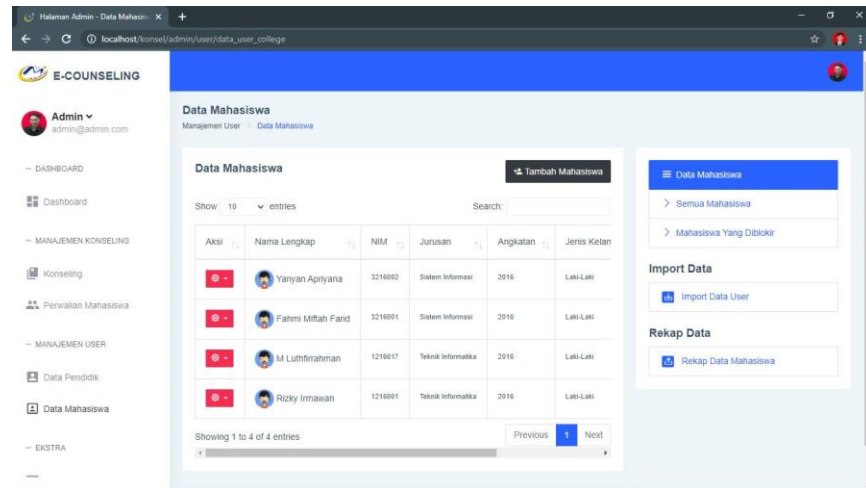 Halaman Admin - Data Mahasisw
localhost/konsel/admin/user/data_user_college
E-COUNSELING
Admin
admin@admin.com
DASHBOARD
Dashboard
MANAJEMEN KONSELING
Konseling
Perwalian Mahasiswa
MANAJEMEN USER
Data Pendidik
Data Mahasiswa
EKSTRA
Data Mahasiswa
Manajemen User > Data Mahasiswa
Data Mahasiswa
Tambah Mahasiswa
Show 10 entries Search:
Aksi Nama Lengkap NIM Jurusan Angkatan Jenis Kelan
Yanyan Apriyana 3216002 Sistem Informasi 2016 Laki-Laki
Fahmi Miftah Farid 3216001 Sistem Informasi 2016 Laki-Laki
M Luthfirrahman 1216017 Teknik Informatika 2016 Laki-Laki
Rizky Irmawan 1216001 Teknik Informatika 2016 Laki-Laki
Showing 1 to 4 of 4 entries
Previous 1 Next
Data Mahasiswa
Semua Mahasiswa
Mahasiswa Yang Diblokir
Import Data
Import Data User
Rekap Data
Rekap Data Mahasiswa